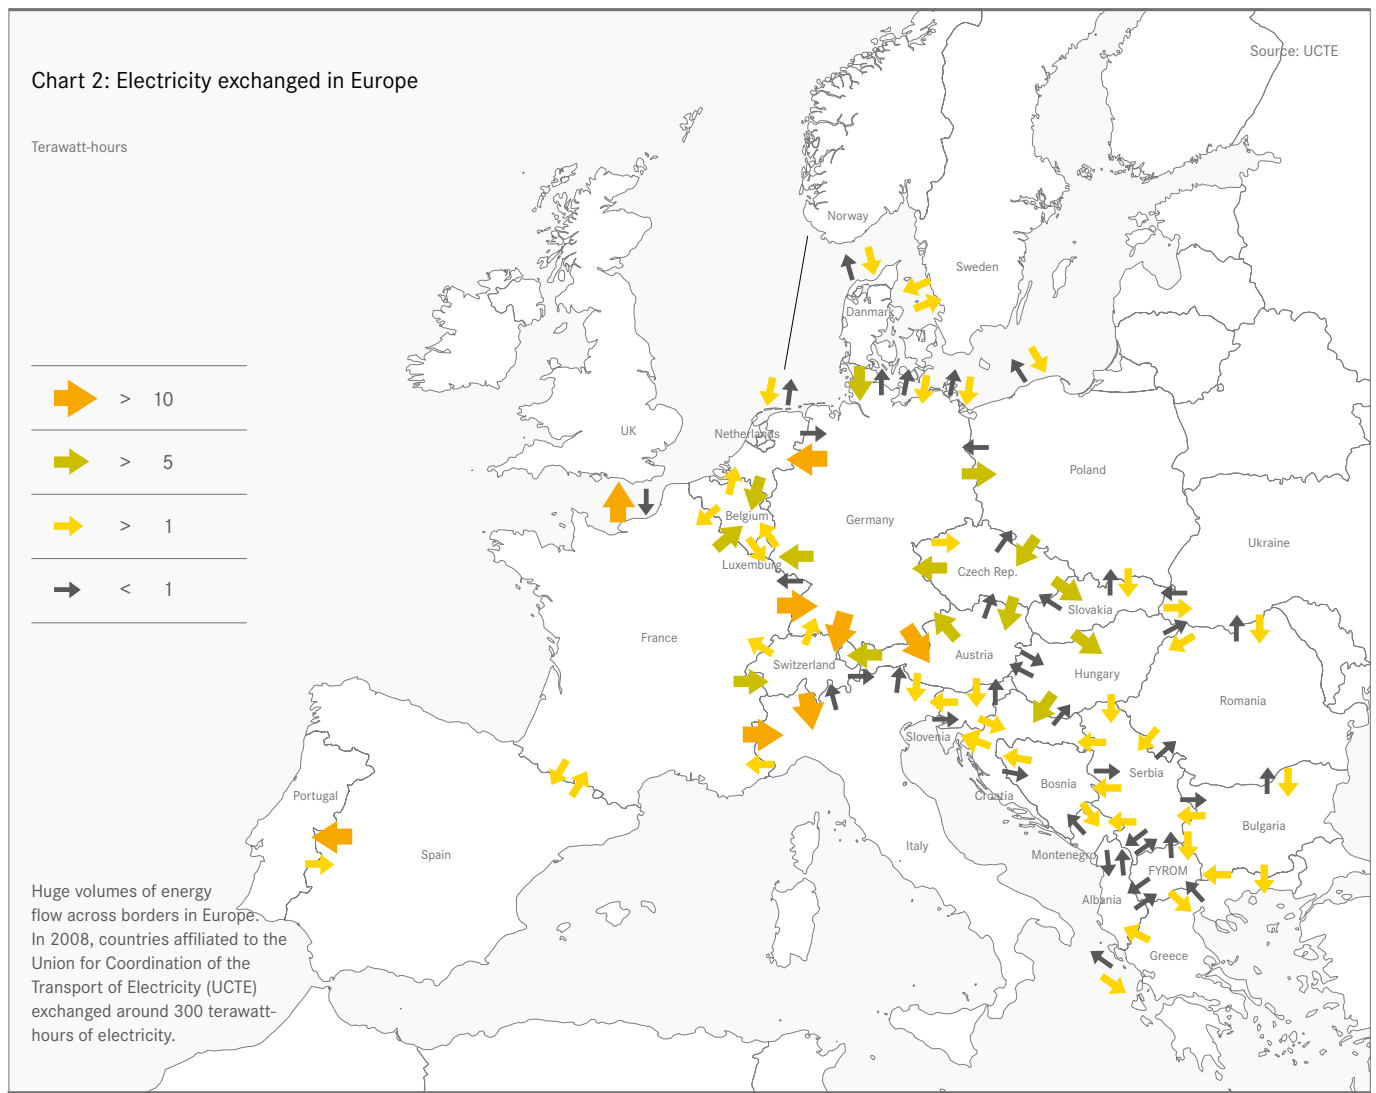 Source: UCTE
Chart 2: Electricity exchanged in Europe
Terawatt-hours
Norway
Sweden
Danmark
> 10
UK
Netherlands
> 5
Poland
Belgium
Germany
> 1
Ukraine
Luxemburg
Czech Rep.
< 1
Slovakia
France
Austria
Switzerland
Hungary
Romania
Slovenia
Serbia
Bosnia
Portugal
Croatia
Bulgaria
Italy
Spain
Montenegro
FYROM
Albania
Greece
Huge volumes of energy
flow across borders in Europe.
In 2008, countries affiliated to the
Union for Coordination of the
Transport of Electricity (UCTE)
exchanged around 300 terawatt-
hours of electricity.